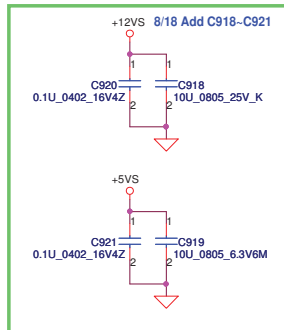 +12VS 8/18 Add C918~C921
1 1
C920 C918
0.1U_0402_16V4Z 10U_0805_25V_K
2 2
+5VS
1 1
C921 C919
0.1U_0402_16V4Z 10U_0805_6.3V6M
2 2